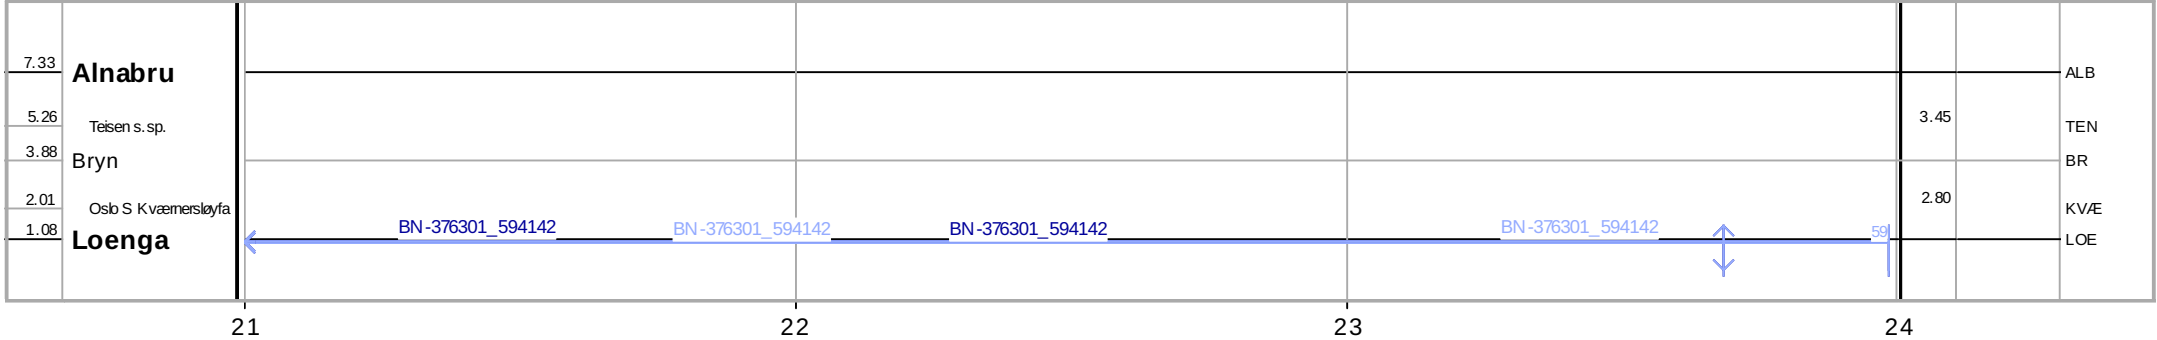 7.33 Alnabru ALB
5.26 Teisen s.sp. 3.45 TEN
3.88 Bryn BR
2.01 Oslo S Kværnersløyfa 2.80 KVÆ
BN-376301_594142 BN-376301_594142 BN-376301_594142 BN-376301_594142 59
1.08 Loenga LOE
21 22 23 24